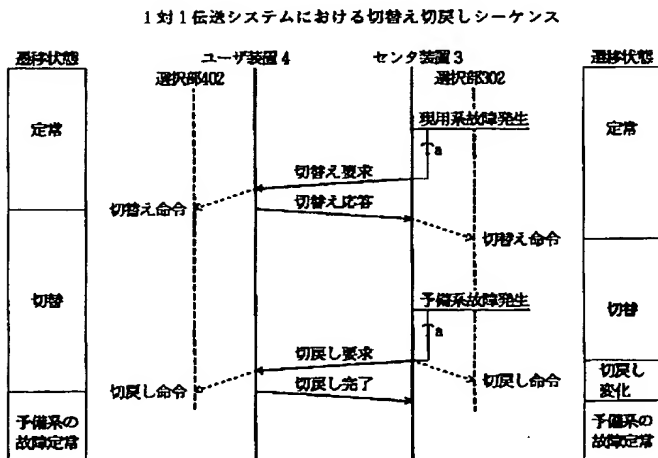 1対1伝送システムにおける切替え切戻しシーケンス
遷移状態 ユーザ装置4 センタ装置3 遷移状態
選択部402 選択部302
定常 現用系故障発生 定常
Ta
切替え要求
切替え命令 切替え応答
切替え命令
切替 予備系故障発生 切替
Ta
切戻し要求
切戻し命令 切戻し完了 切戻し命令 切戻し
変化
予備系の 予備系の
故障定常 故障定常